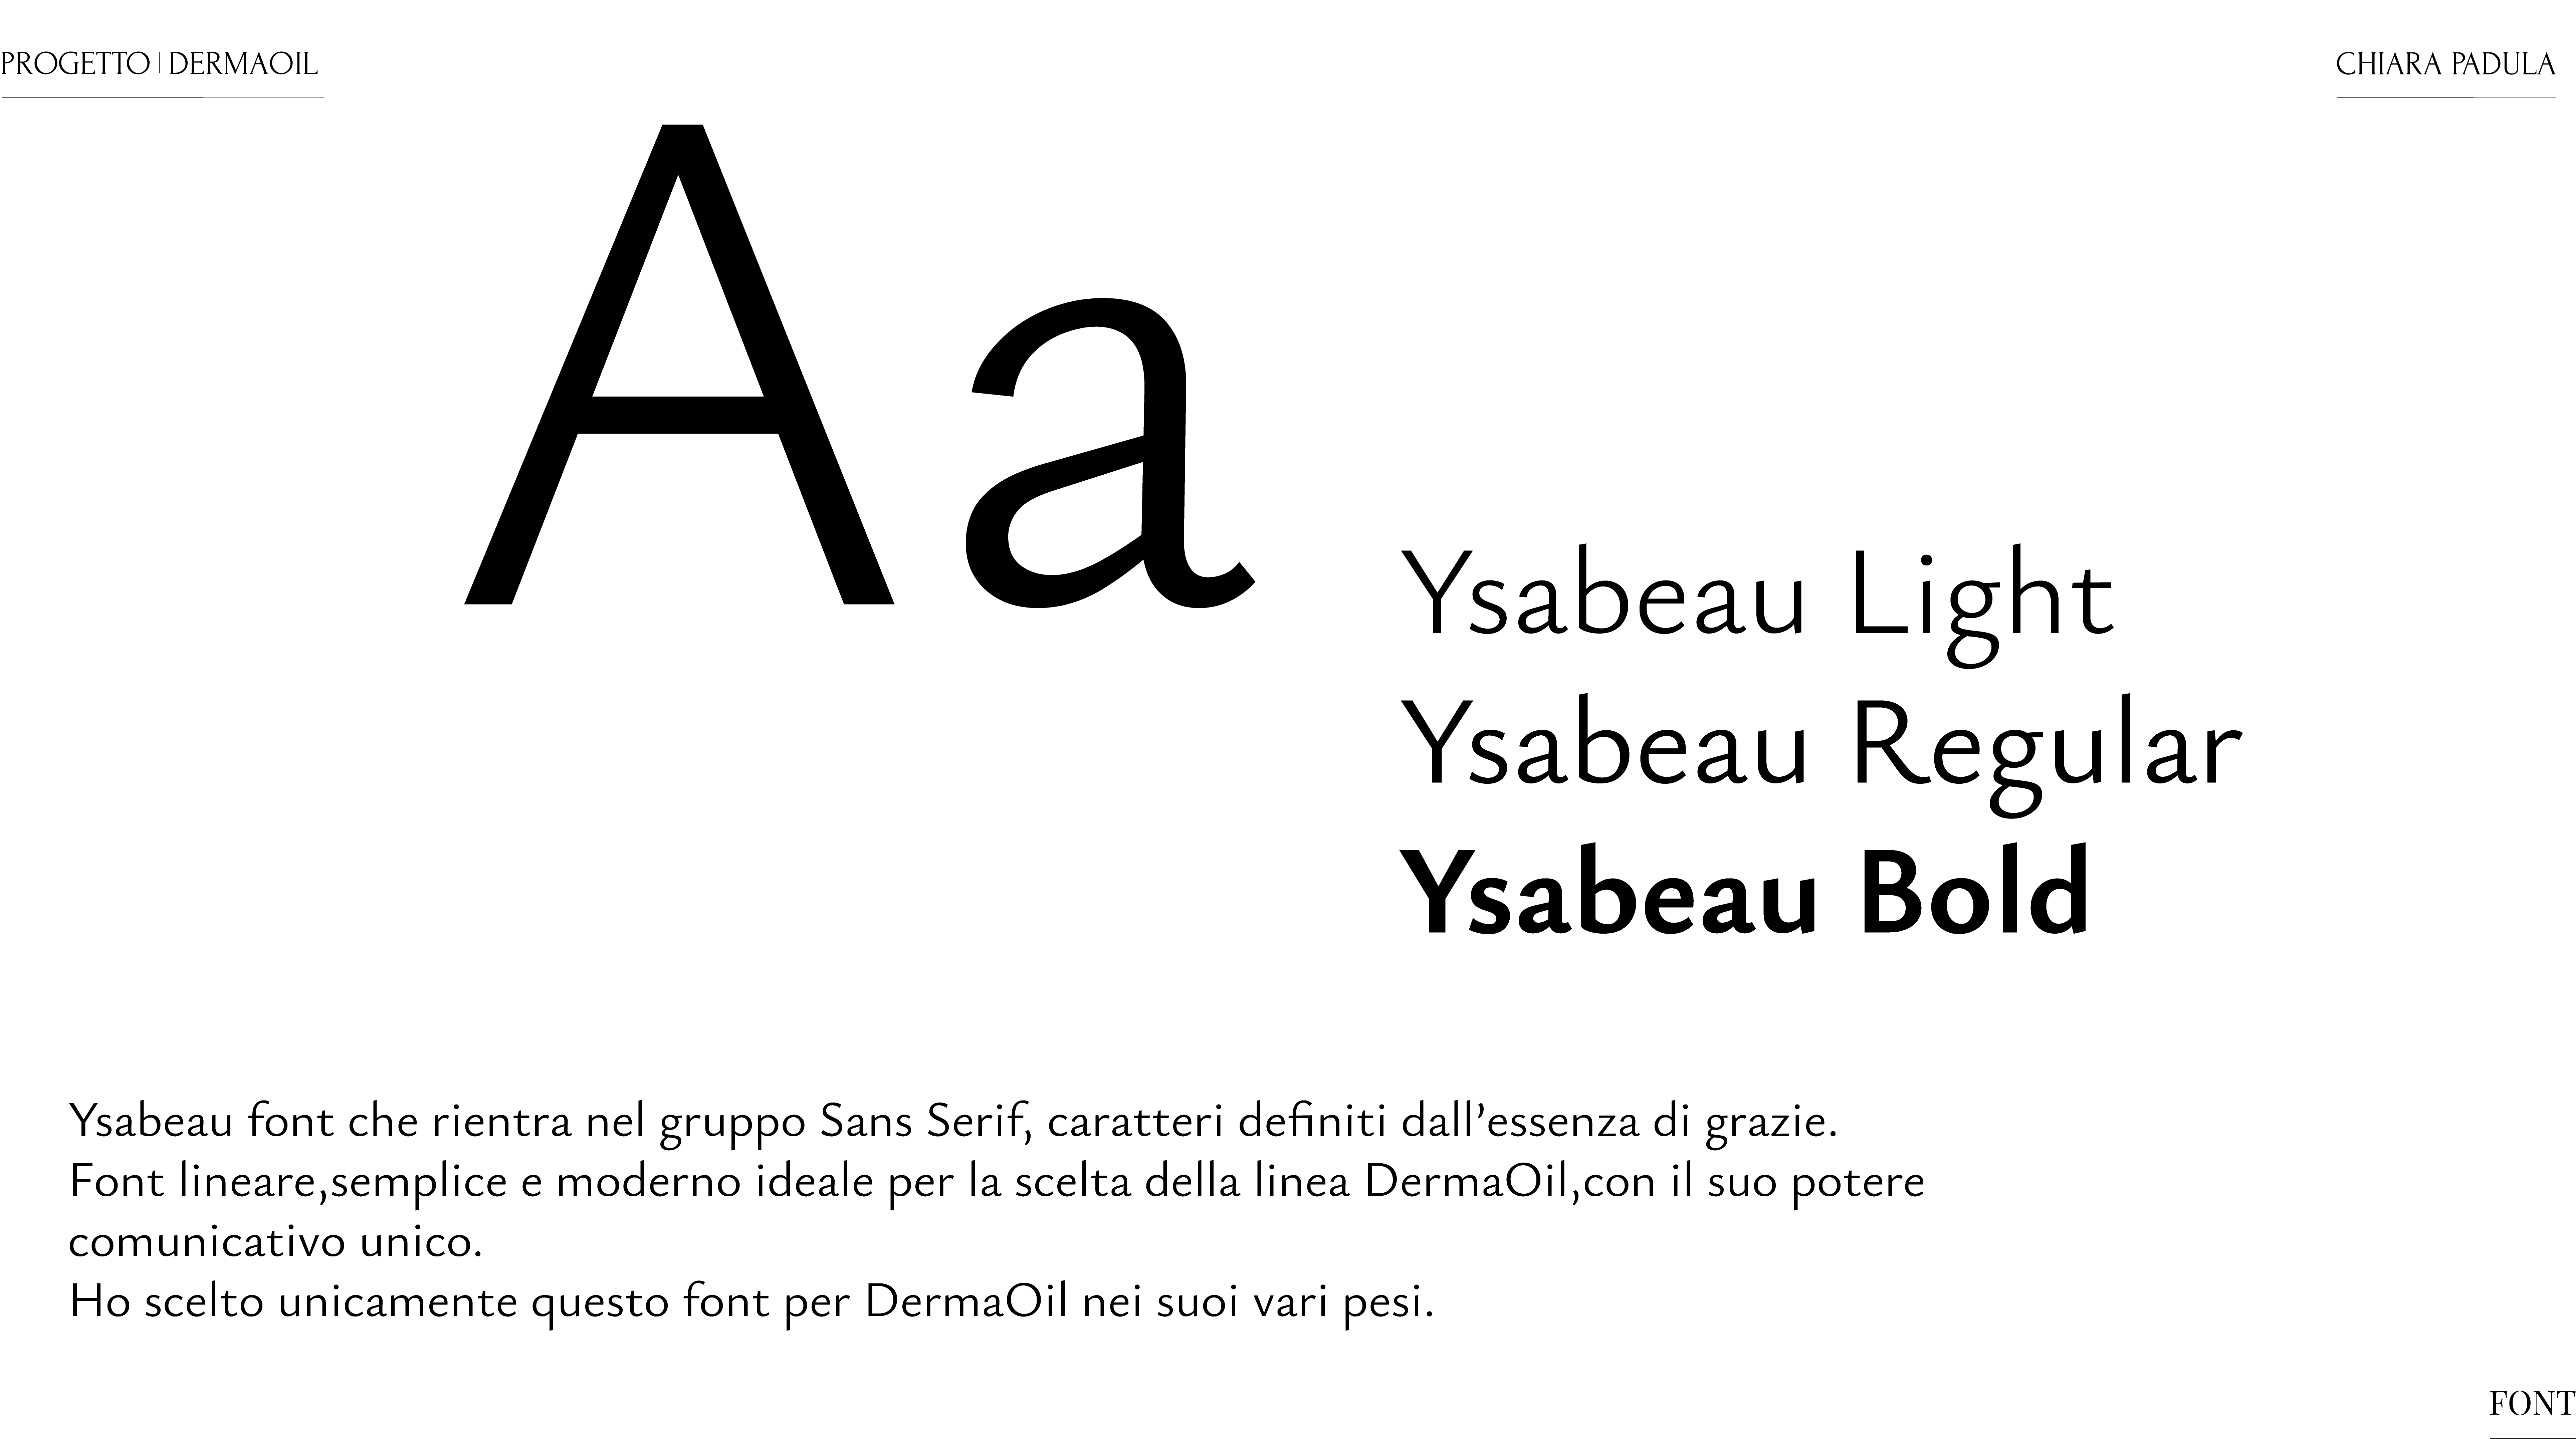 PROGETTO | DERMAOIL
CHIARA PADULA
Aa
Ysabeau Light
Ysabeau Regular
Ysabeau Bold
Ysabeau font che rientra nel gruppo Sans Serif, caratteri definiti dall’essenza di grazie.
Font lineare,semplice e moderno ideale per la scelta della linea DermaOil,con il suo potere
comunicativo unico.
Ho scelto unicamente questo font per DermaOil nei suoi vari pesi.
FONT